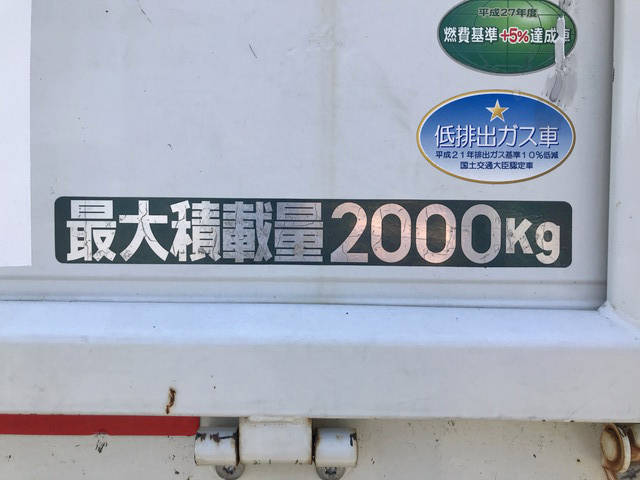 平成27年度
燃費基準+5%達成車
低排出ガス車
平成21年排出ガス基準10%低減
国土交通大臣認定車
最大積載量2000Kg